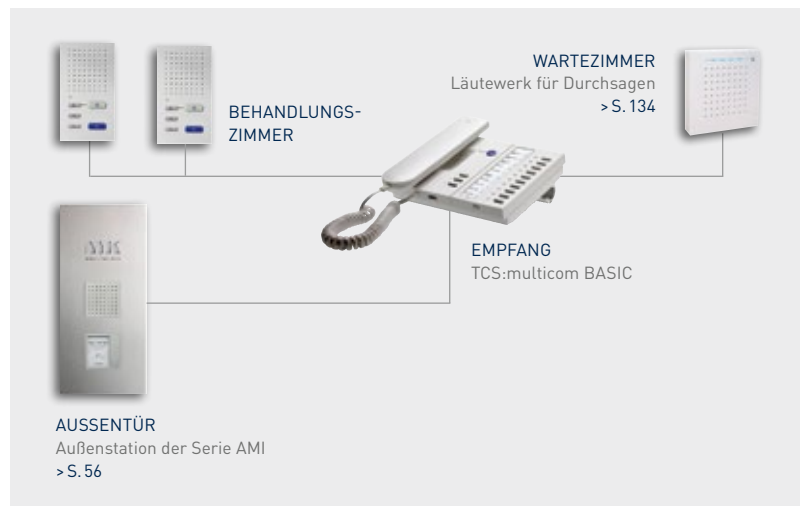 WARTEZIMMER
Läutewerk für Durchsagen
> S. 134
BEHANDLUNGS-
ZIMMER
EMPFANG
TCS:multicom BASIC
AUSSENTÜR
Außenstation der Serie AMI
> S. 56